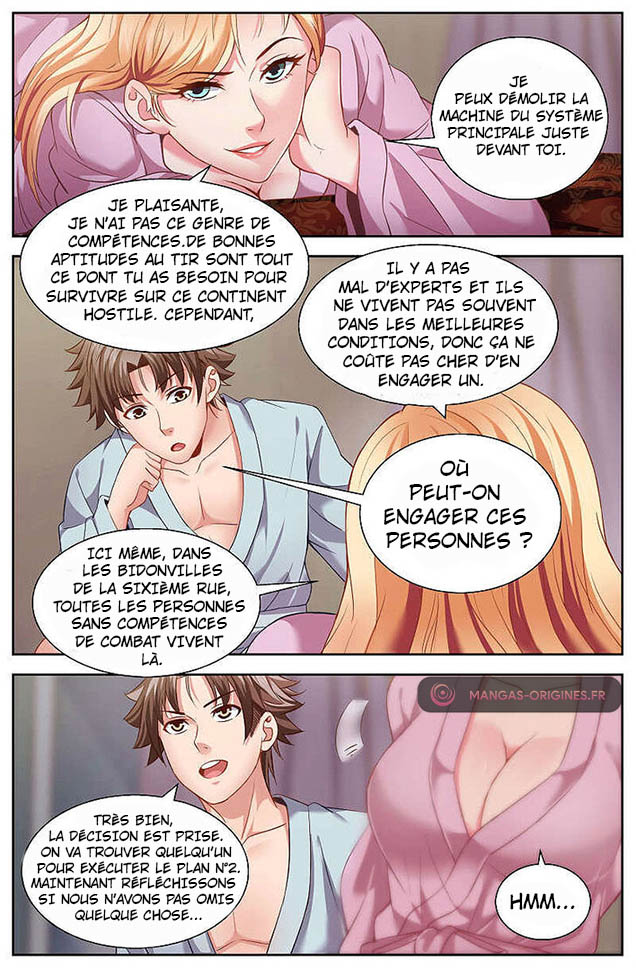 JE
PEUX DÉMOLIR LA
MACHINE DU SYSTÈME
PRINCIPALE JUSTE
DEVANT TOI.
JE PLAISANTE,
JE N'AI PAS CE GENRE DE
COMPÉTENCES.DE BONNES
APTITUDES AU TIR SONT TOUT
CE DONT TU AS BESOIN POUR
SURVIVRE SUR CE CONTINENT
HOSTILE. CEPENDANT,
IL Y A PAS
MAL D'EXPERTS ET ILS
NE VIVENT PAS SOUVENT
DANS LES MEILLEURES
CONDITIONS, DONC ÇA NE
COÛTE PAS CHER D'EN
ENGAGER UN.
OÙ
PEUT-ON
ENGAGER CES
PERSONNES ?
ICI MÊME, DANS
LES BIDONVILLES
DE LA SIXIÈME RUE,
TOUTES LES PERSONNES
SANS COMPÉTENCES
DE COMBAT VIVENT
LÀ.
MANGAS-ORIGINES.FR
TRÈS BIEN,
LA DÉCISION EST PRISE.
ON VA TROUVER QUELQU'UN
POUR EXÉCUTER LE PLAN N°2.
MAINTENANT RÉFLÉCHISSONS
SI NOUS N'AVONS PAS OMIS
QUELQUE CHOSE...
HMM...